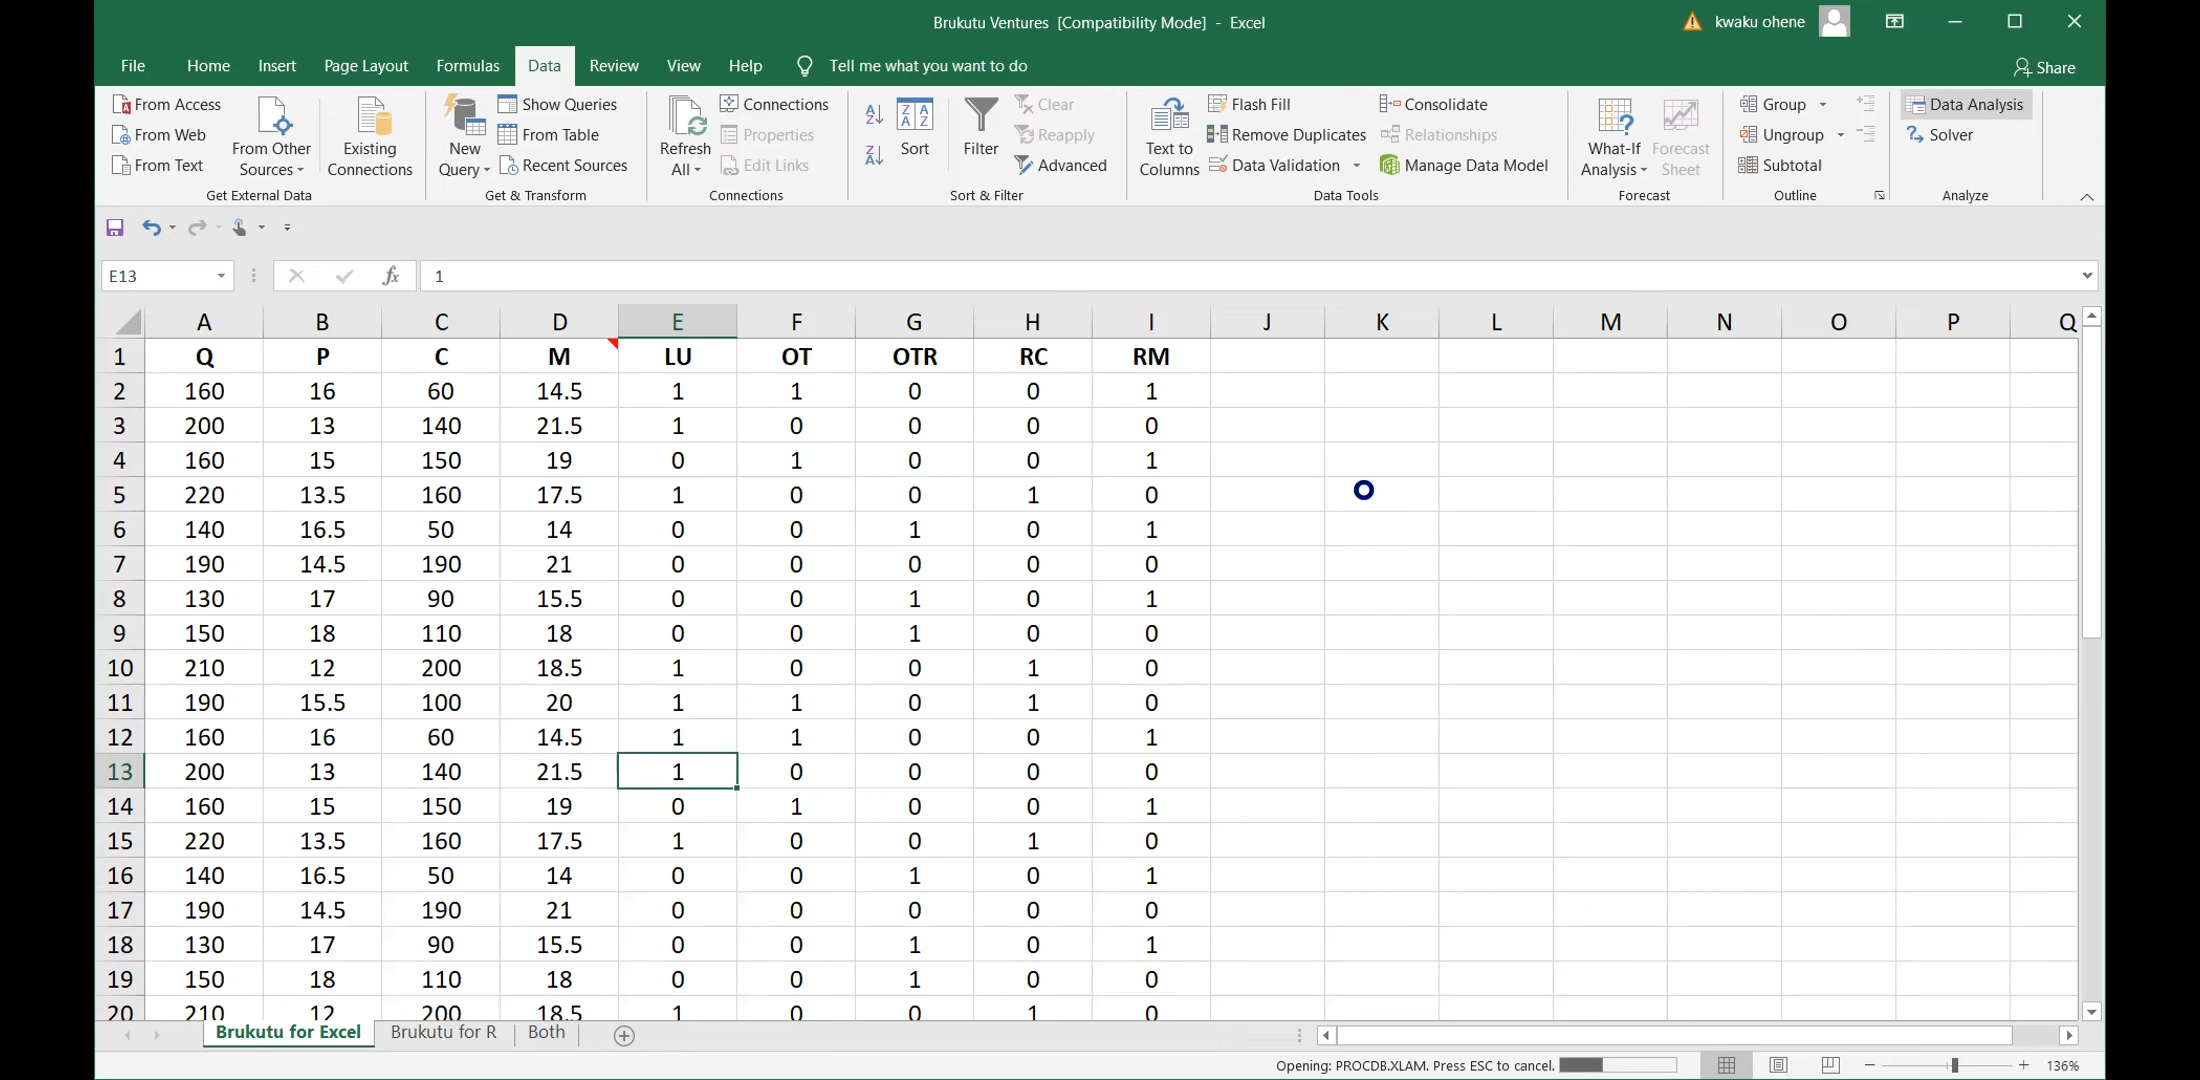 Brukutu Ventures [Compatibility Mode] - Excel
kwaku ohene
File Home Insert Page Layout Formulas Data Review View Help Tell me what you want to do
Share
From Access
From Web
From Text
From Other Sources
Existing Connections
Get External Data
New Query
Show Queries
From Table
Recent Sources
Get & Transform
Refresh All
Connections
Properties
Edit Links
Connections
Sort
Filter
Clear
Reapply
Advanced
Sort & Filter
Text to Columns
Flash Fill
Remove Duplicates
Data Validation
Consolidate
Relationships
Manage Data Model
Data Tools
What-If Analysis
Forecast Sheet
Forecast
Group
Ungroup
Subtotal
Outline
Data Analysis
Solver
Analyze
E13 fx 1
A B C D E F G H I J K L M N O P Q
1 Q P C M LU OT OTR RC RM
2 160 16 60 14.5 1 1 0 0 1
3 200 13 140 21.5 1 0 0 0 0
4 160 15 150 19 0 1 0 0 1
5 220 13.5 160 17.5 1 0 0 1 0
6 140 16.5 50 14 0 0 1 0 1
7 190 14.5 190 21 0 0 0 0 0
8 130 17 90 15.5 0 0 1 0 1
9 150 18 110 18 0 0 1 0 0
10 210 12 200 18.5 1 0 0 1 0
11 190 15.5 100 20 1 1 0 1 0
12 160 16 60 14.5 1 1 0 0 1
13 200 13 140 21.5 1 0 0 0 0
14 160 15 150 19 0 1 0 0 1
15 220 13.5 160 17.5 1 0 0 1 0
16 140 16.5 50 14 0 0 1 0 1
17 190 14.5 190 21 0 0 0 0 0
18 130 17 90 15.5 0 0 1 0 1
19 150 18 110 18 0 0 1 0 0
20 210 12 200 18.5 1 0 0 1 0
Brukutu for Excel Brukutu for R Both
Opening: PROCDB.XLAM. Press ESC to cancel. 136%